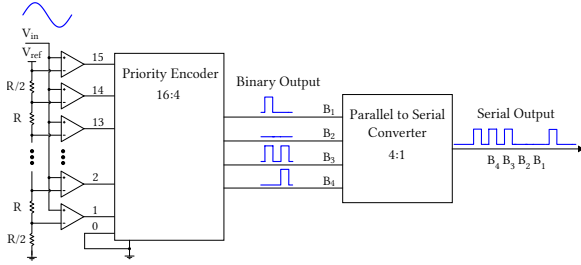 V_in
V_ref
R/2
R
R
R/2
15
14
13
2
1
0
Priority Encoder
16:4
Binary Output
B_1
B_2
B_3
B_4
Parallel to Serial
Converter
4:1
Serial Output
B_4 B_3 B_2 B_1